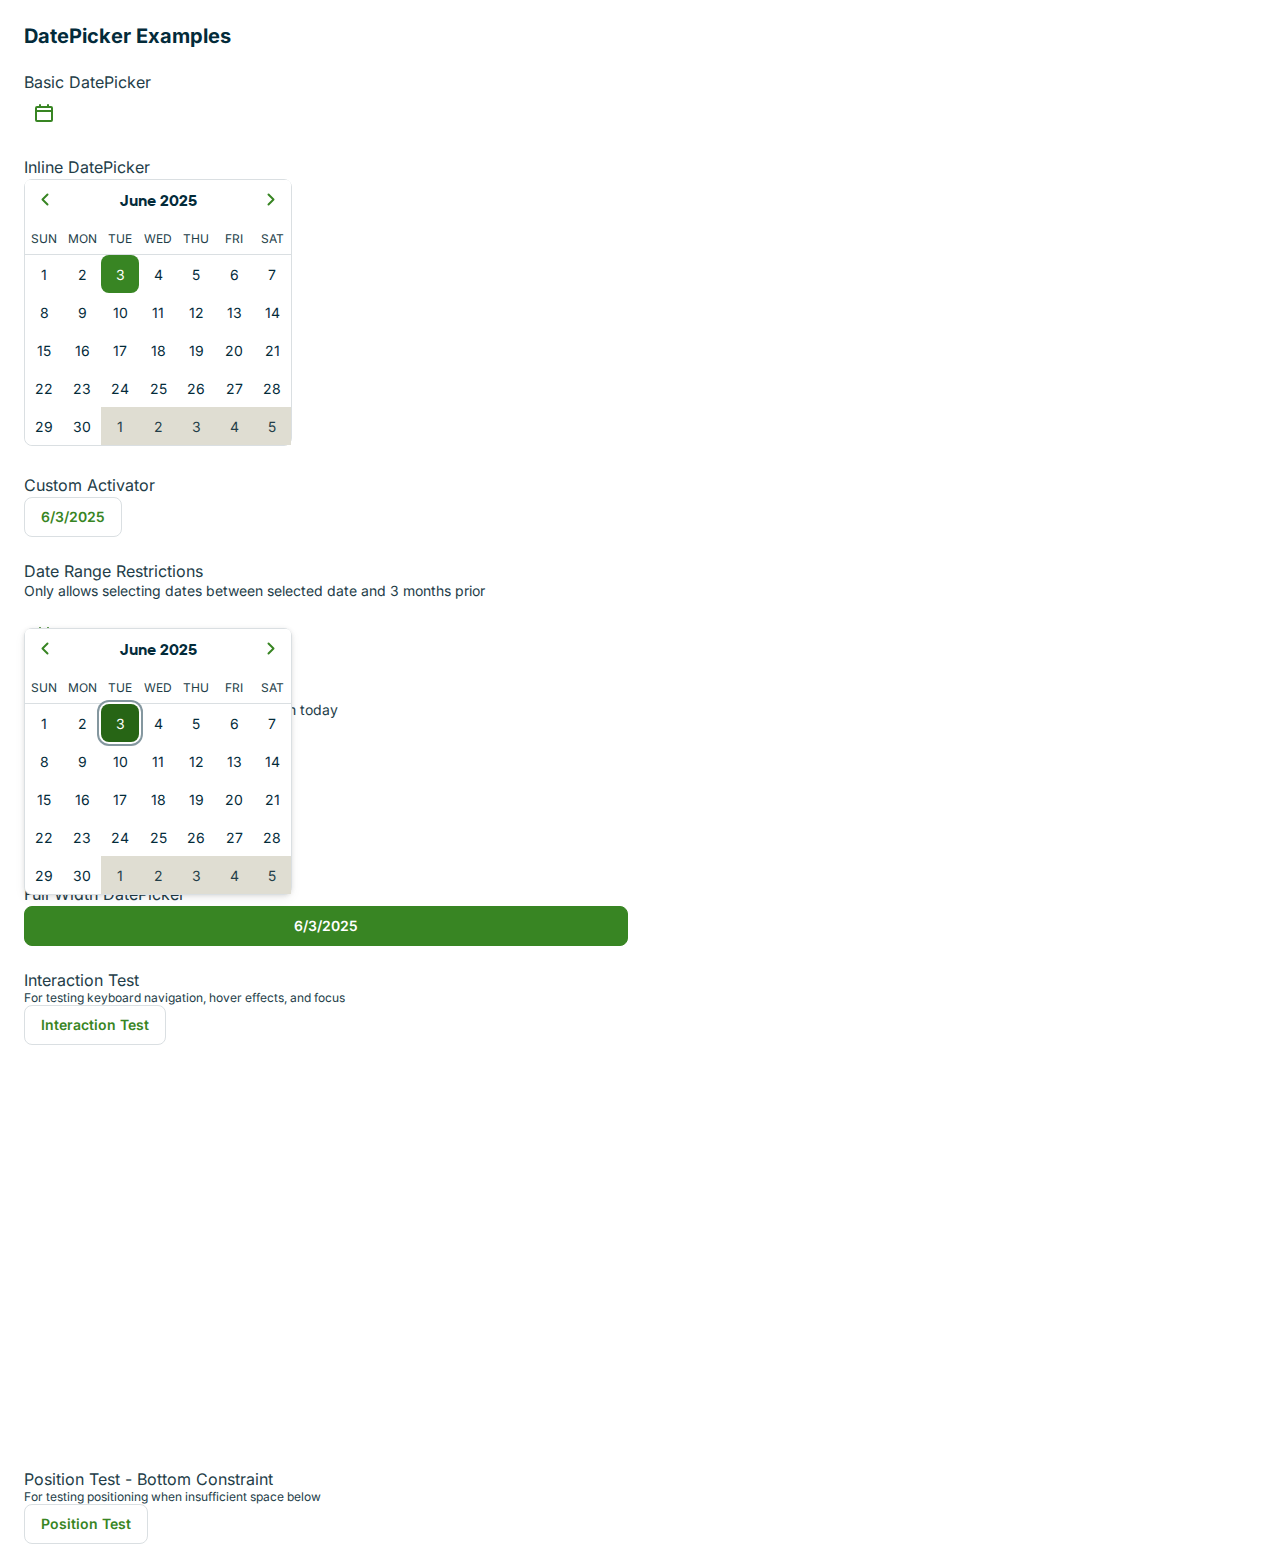 DatePicker Examples
Basic DatePicker
Inline DatePicker
June 2025
SUN MON TUE WED THU FRI SAT
1 2 3 4 5 6 7
8 9 10 11 12 13 14
15 16 17 18 19 20 21
22 23 24 25 26 27 28
29 30 1 2 3 4 5
Custom Activator
6/3/2025
Date Range Restrictions
Only allows selecting dates between selected date and 3 months prior
June 2025
SUN MON TUE WED THU FRI SAT
today
1 2 3 4 5 6 7
8 9 10 11 12 13 14
15 16 17 18 19 20 21
22 23 24 25 26 27 28
29 30 1 2 3 4 5
Full Width DatePicker
6/3/2025
Interaction Test
For testing keyboard navigation, hover effects, and focus
Interaction Test
Position Test - Bottom Constraint
For testing positioning when insufficient space below
Position Test